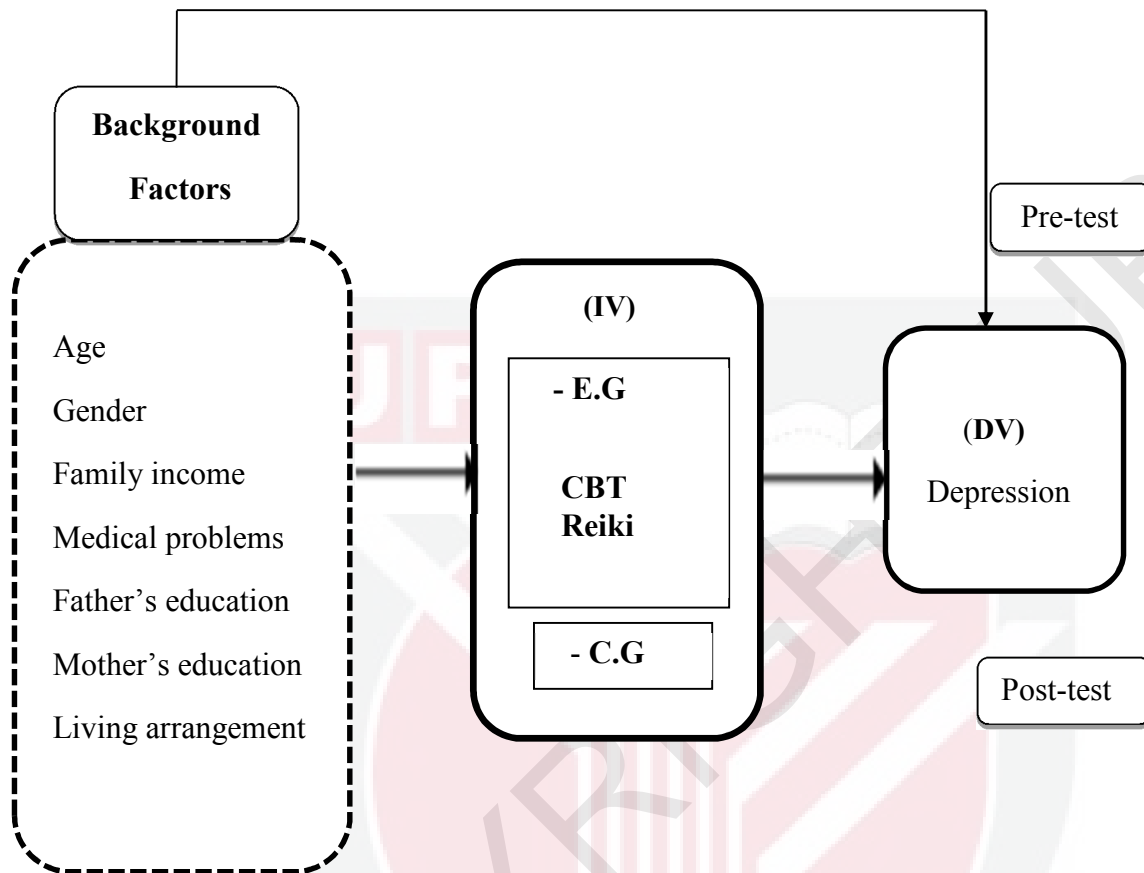 Background
Factors
Age
Gender
Family income
Medical problems
Father’s education
Mother’s education
Living arrangement
(IV)
- E.G
CBT
Reiki
- C.G
Pre-test
(DV)
Depression
Post-test